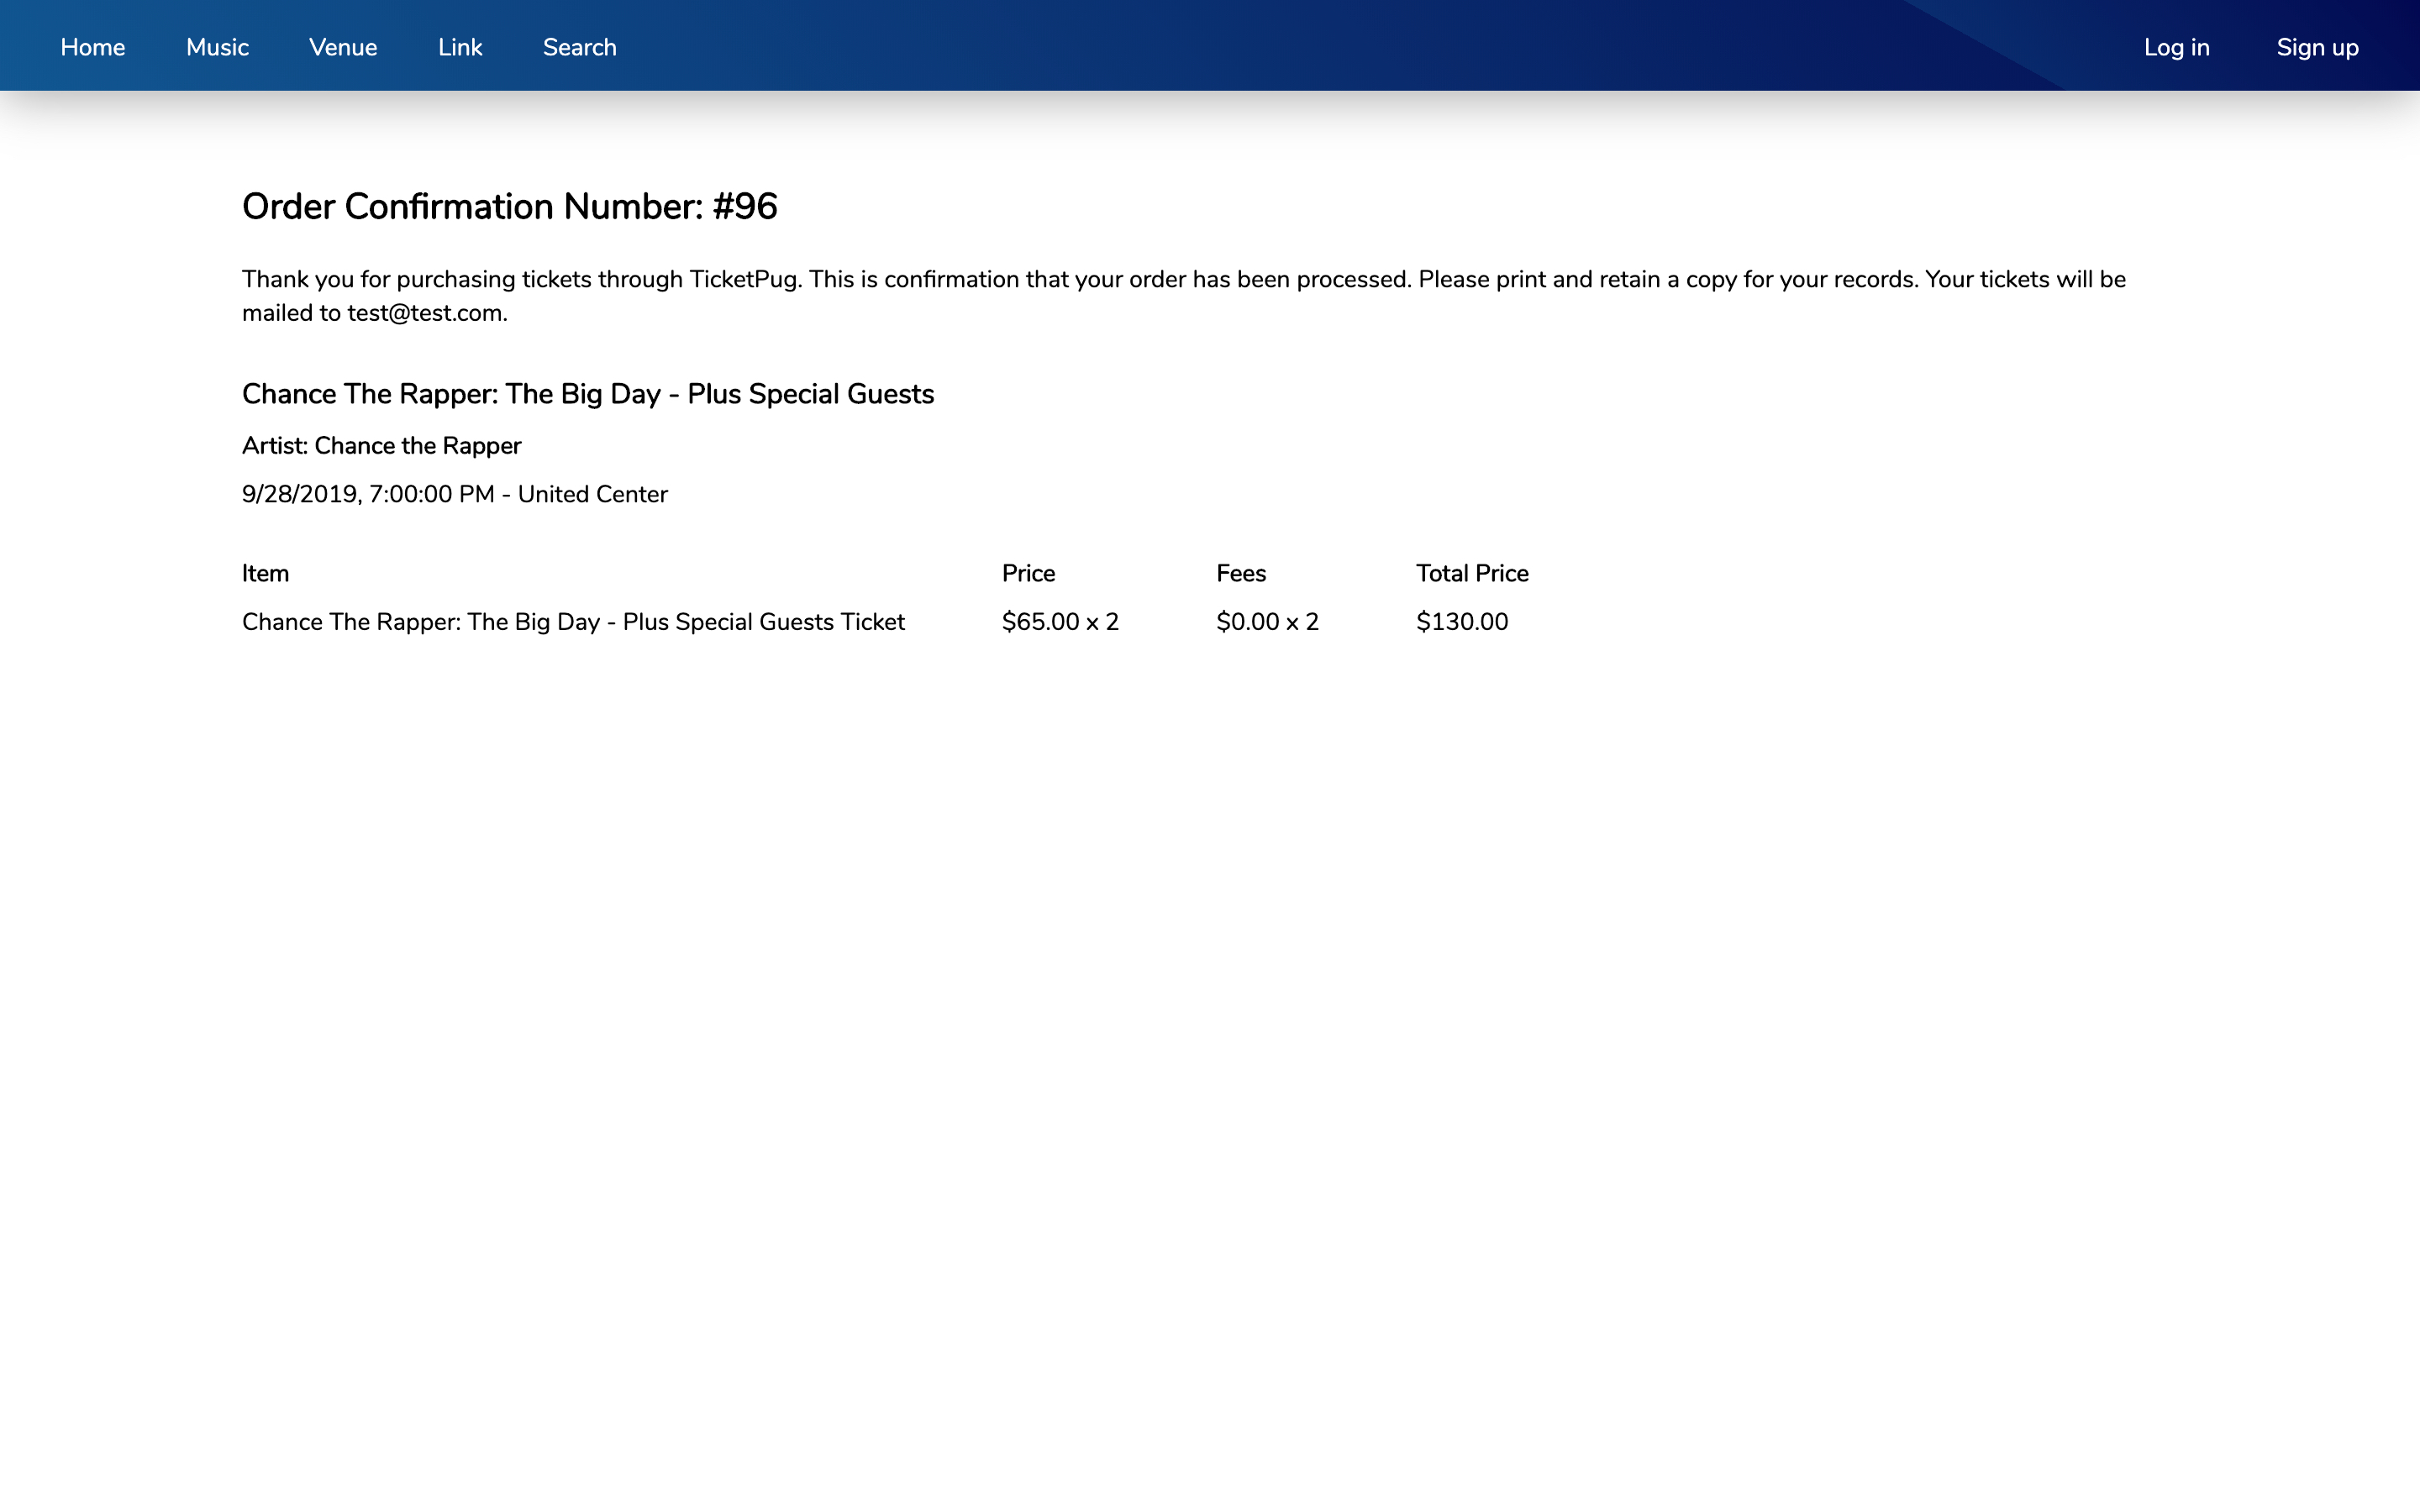 Home Music Venue Link Search Log in Sign up
Order Confirmation Number: #96
Thank you for purchasing tickets through TicketPug. This is confirmation that your order has been processed. Please print and retain a copy for your records. Your tickets will be
mailed to test@test.com.
Chance The Rapper: The Big Day - Plus Special Guests
Artist: Chance the Rapper
9/28/2019, 7:00:00 PM - United Center
Item Price Fees Total Price
Chance The Rapper: The Big Day - Plus Special Guests Ticket $65.00 x 2 $0.00 x 2 $130.00